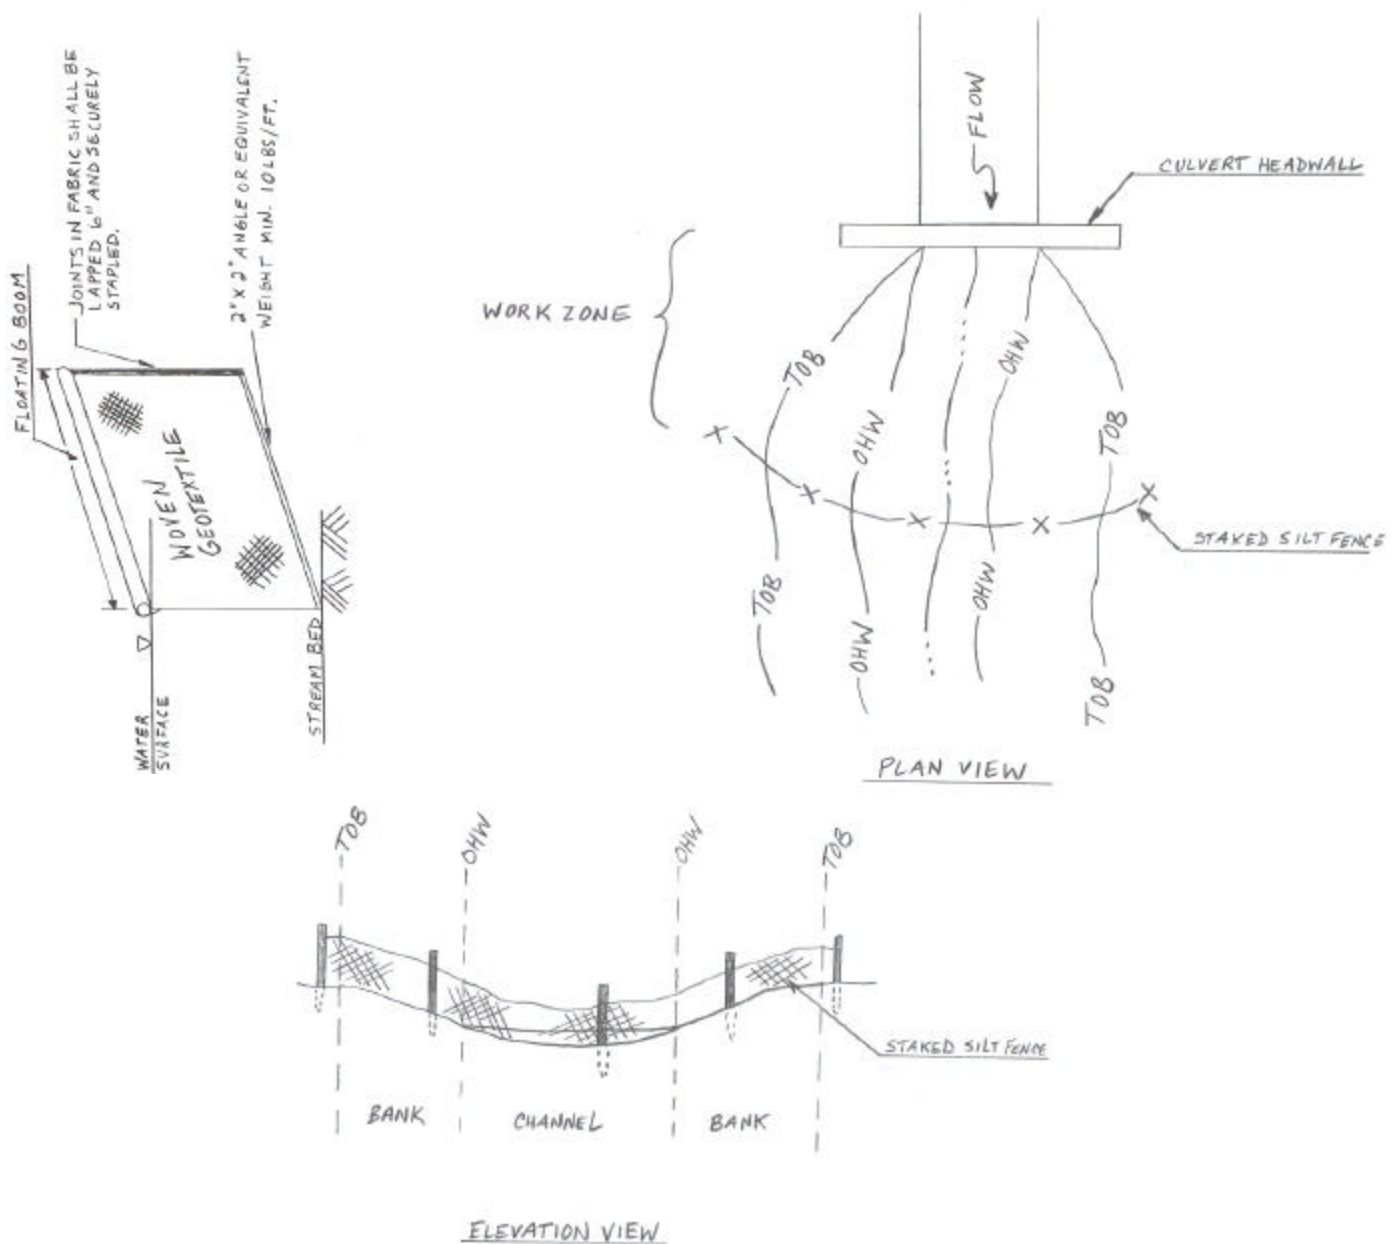 FLOATING BOOM
JOINTS IN FABRIC SHALL BE
LAPPED 6" AND SECURELY
STAPLED.
2" X 2" ANGLE OR EQUIVALENT
WEIGHT MIN. 10 LBS/FT.
WOVEN
GEOTEXTILE
WATER
SURFACE
STREAM BED
FLOW
CULVERT HEADWALL
WORK ZONE
TOB
OHW
OHW
TOB
STAKED SILT FENCE
TOB
OHW
OHW
TOB
PLAN VIEW
TOB
OHW
OHW
TOB
STAKED SILT FENCE
BANK
CHANNEL
BANK
ELEVATION VIEW